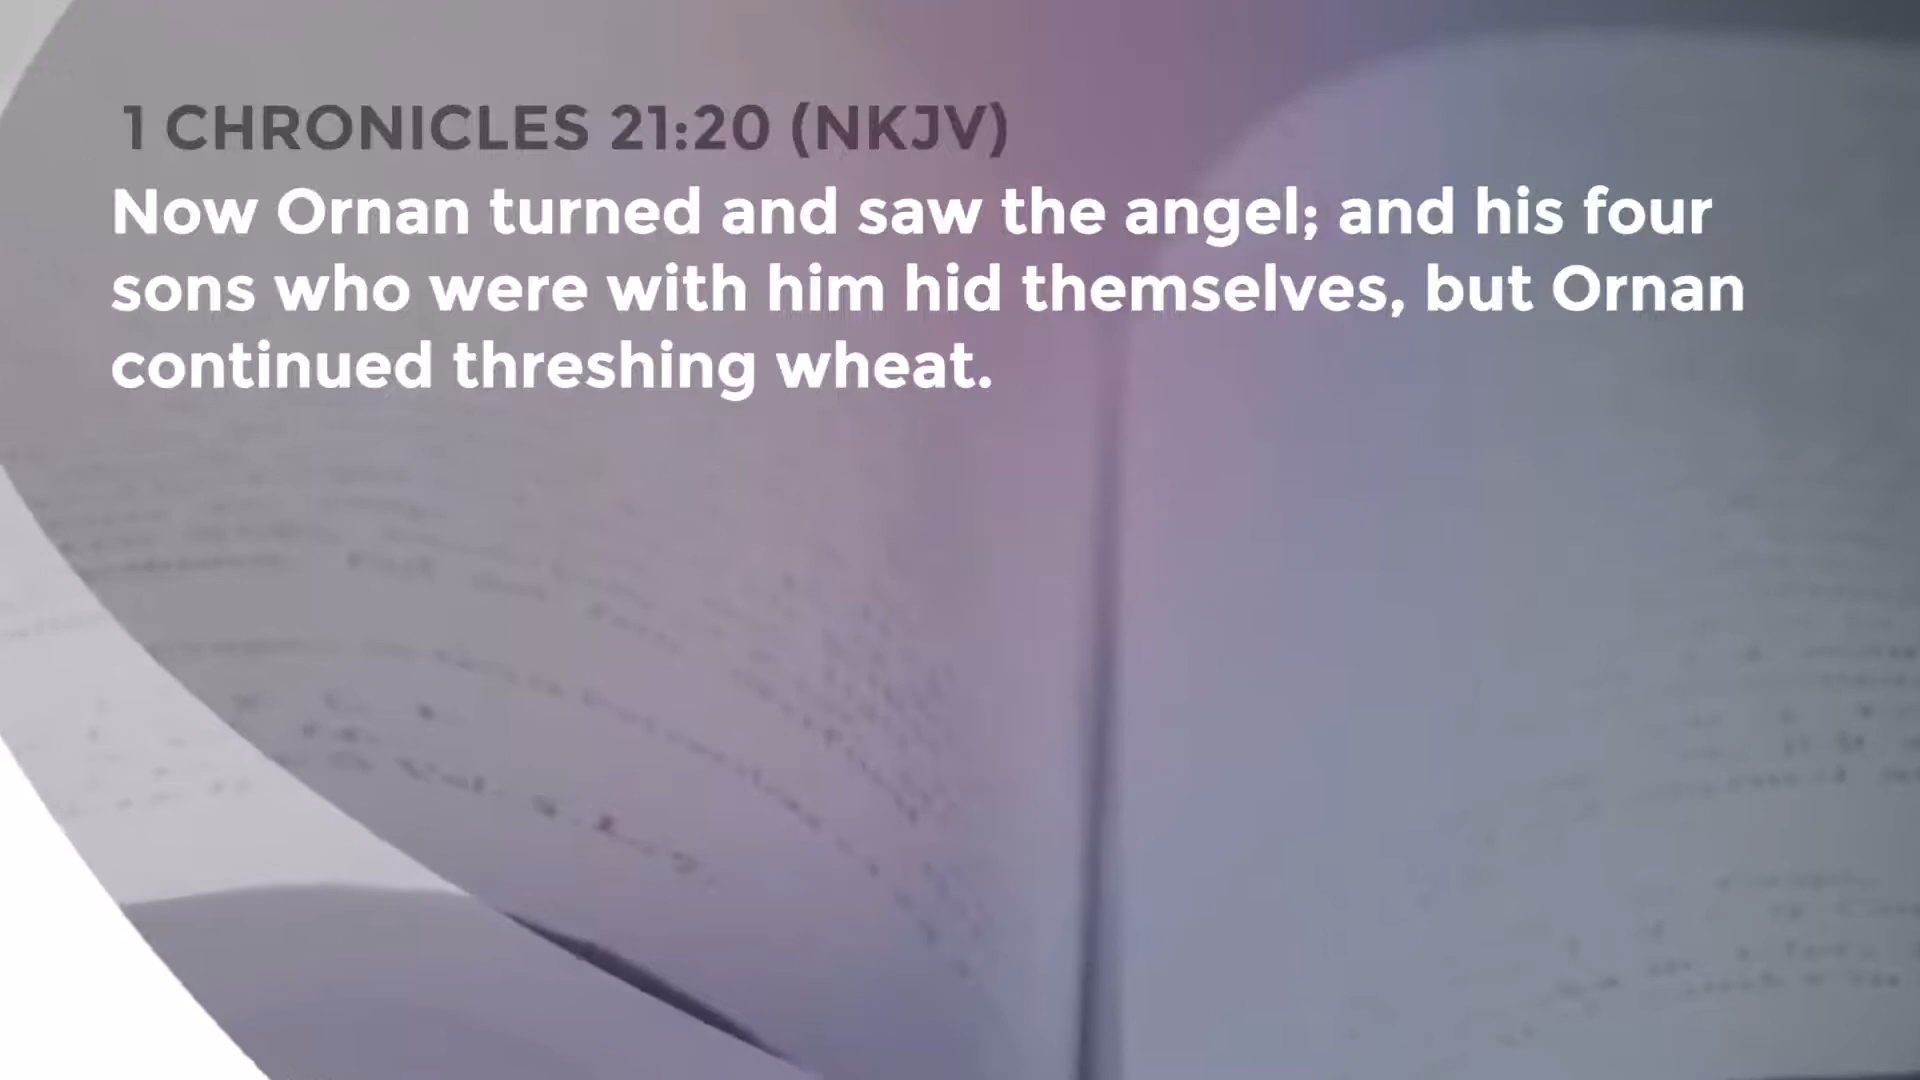 1 CHRONICLES 21:20 (NKJV)
Now Ornan turned and saw the angel; and his four
sons who were with him hid themselves, but Ornan
continued threshing wheat.